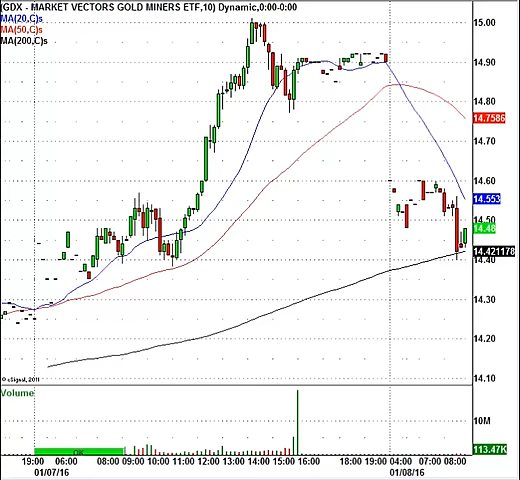 (GDX - MARKET VECTORS GOLD MINERS ETF,10) Dynamic,0:00-0:00
MA(20,C)s
MA(50,C)s
MA(200,C)s
15.00
14.90
14.80
14.7586
14.70
14.60
14.553
14.50
14.48
14.421178
14.40
14.30
14.20
14.10
© eSignal, 2011
Volume
10M
113.47K
OK
19:00 06:00 08:00 09:00 10:00 11:00 12:00 13:00 14:00 15:00 18:00 19:00 04:00 07:00 08:00
01/07/16 01/08/16